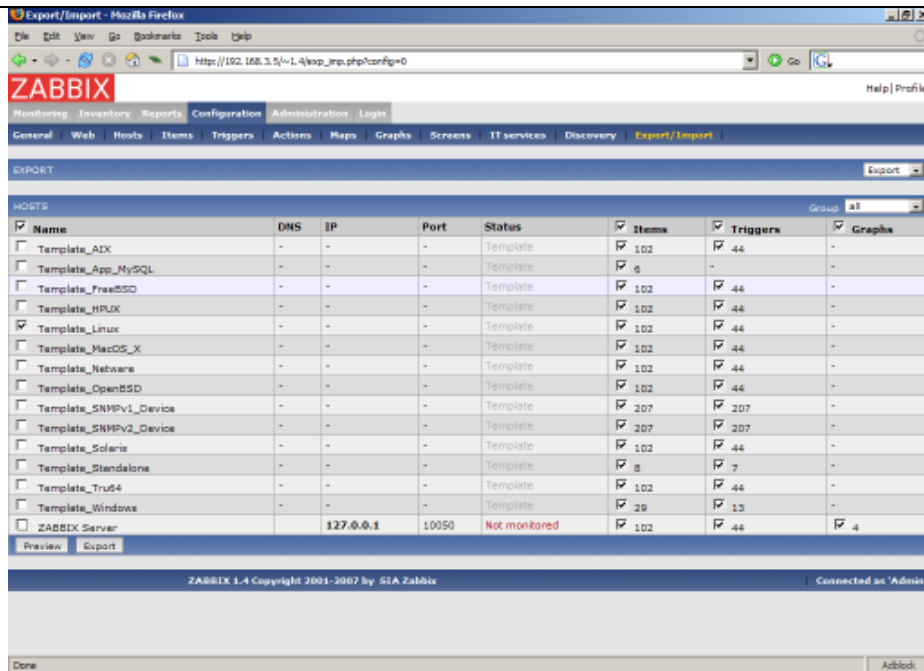 Export/Import - Mozilla Firefox
File Edit View Go Bookmarks Tools Help
http://192.168.3.5/~1.4/exp_imp.php?config=0 Go
ZABBIX Help | Profile
Monitoring Inventory Reports Configuration Administration Login
General Web Hosts Items Triggers Actions Maps Graphs Screens IT services Discovery Export/Import
EXPORT Export
HOSTS Group all
Name DNS IP Port Status Items Triggers Graphs
Template_AIX - - - Template 102 44 -
Template_App_MySQL - - - Template 6 - -
Template_FreeBSD - - - Template 102 44 -
Template_HPUX - - - Template 102 44 -
Template_Linux - - - Template 102 44 -
Template_MacOS_X - - - Template 102 44 -
Template_Netware - - - Template 102 44 -
Template_OpenBSD - - - Template 102 44 -
Template_SNMPv1_Device - - - Template 207 207 -
Template_SNMPv2_Device - - - Template 207 207 -
Template_Solaris - - - Template 102 44 -
Template_Standalone - - - Template 8 7 -
Template_Tru64 - - - Template 102 44 -
Template_Windows - - - Template 29 13 -
ZABBIX Server 127.0.0.1 10050 Not monitored 102 44 4
Preview Export
ZABBIX 1.4 Copyright 2001-2007 by SIA Zabbix Connected as 'Admin
Done Adblock